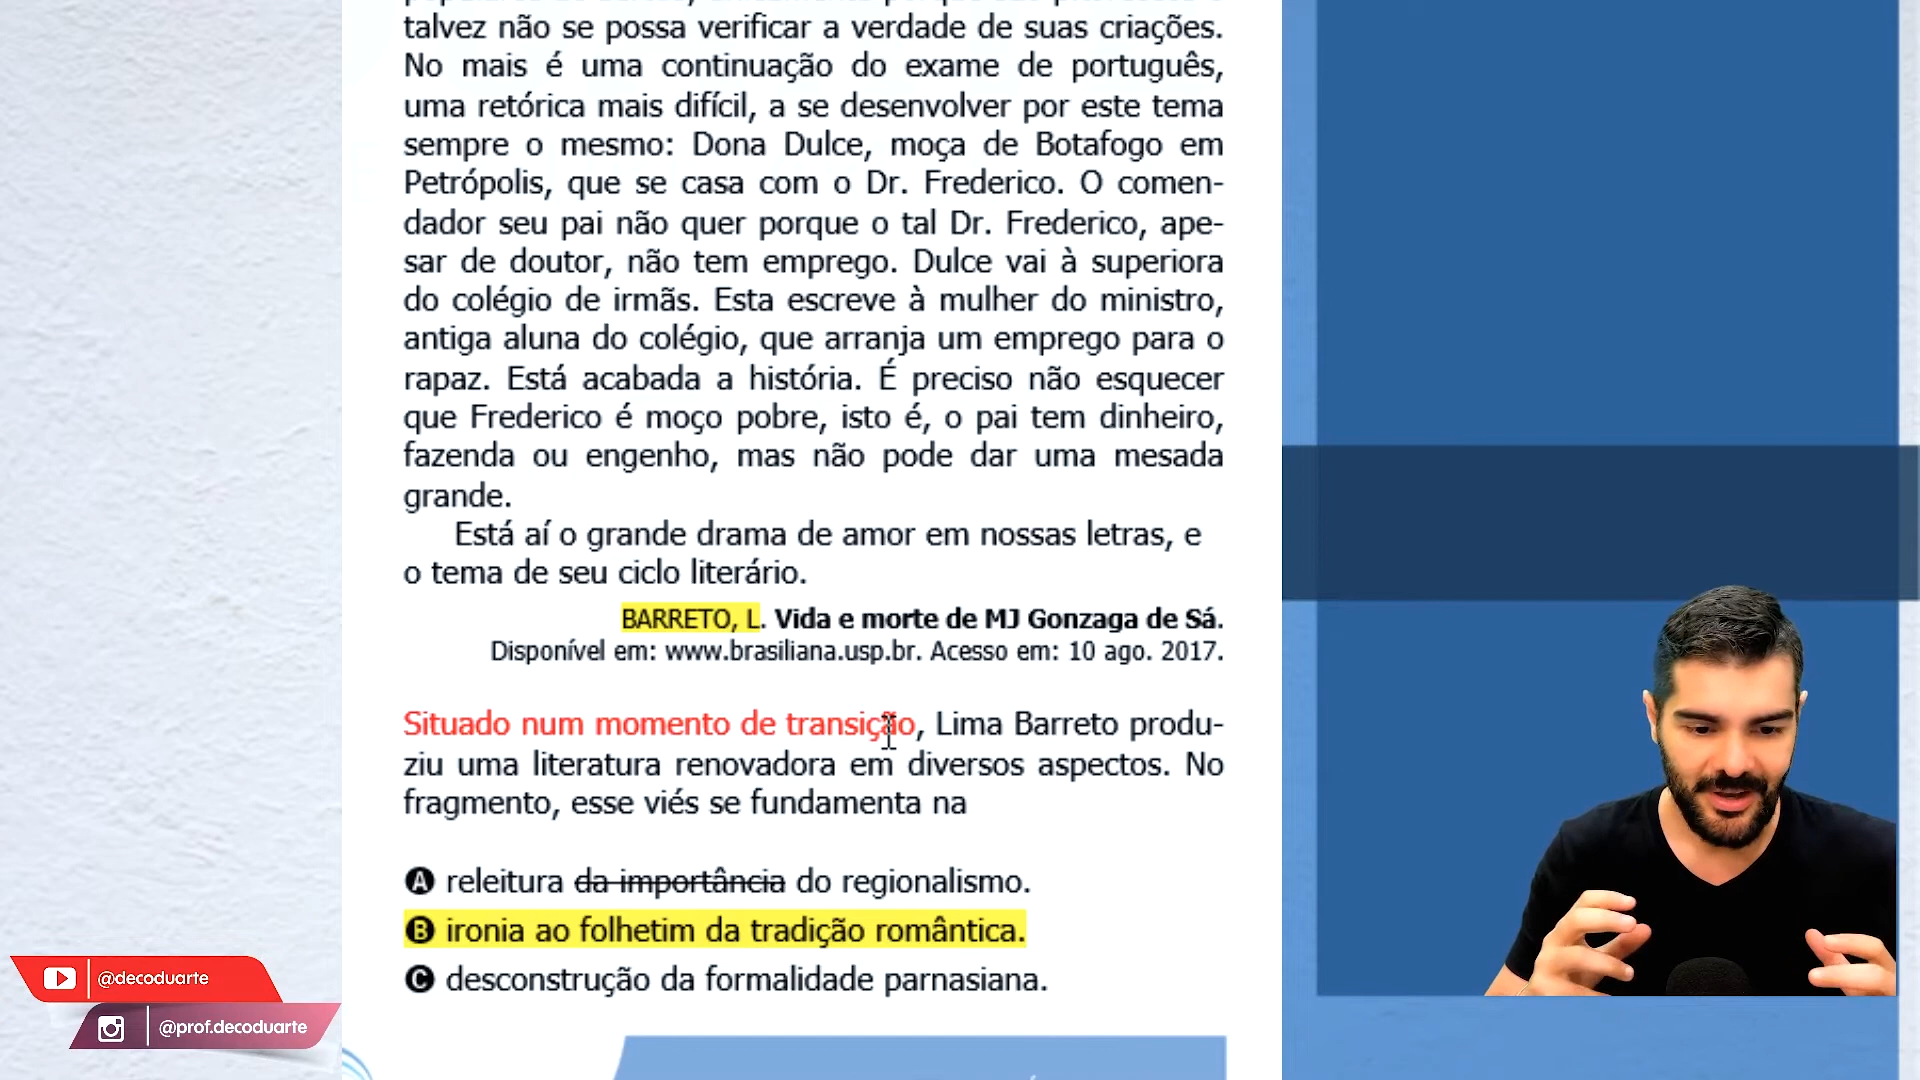 talvez não se possa verificar a verdade de suas criações.
No mais é uma continuação do exame de português,
uma retórica mais difícil, a se desenvolver por este tema
sempre o mesmo: Dona Dulce, moça de Botafogo em
Petrópolis, que se casa com o Dr. Frederico. O comen-
dador seu pai não quer porque o tal Dr. Frederico, ape-
sar de doutor, não tem emprego. Dulce vai à superiora
do colégio de irmãs. Esta escreve à mulher do ministro,
antiga aluna do colégio, que arranja um emprego para o
rapaz. Está acabada a história. É preciso não esquecer
que Frederico é moço pobre, isto é, o pai tem dinheiro,
fazenda ou engenho, mas não pode dar uma mesada
grande.
Está aí o grande drama de amor em nossas letras, e
o tema de seu ciclo literário.
BARRETO, L. Vida e morte de MJ Gonzaga de Sá.
Disponível em: www.brasiliana.usp.br. Acesso em: 10 ago. 2017.
Situado num momento de transição, Lima Barreto produ-
ziu uma literatura renovadora em diversos aspectos. No
fragmento, esse viés se fundamenta na
A releitura da importância do regionalismo.
B ironia ao folhetim da tradição romântica.
C desconstrução da formalidade parnasiana.
@decoduarte
@prof.decoduarte